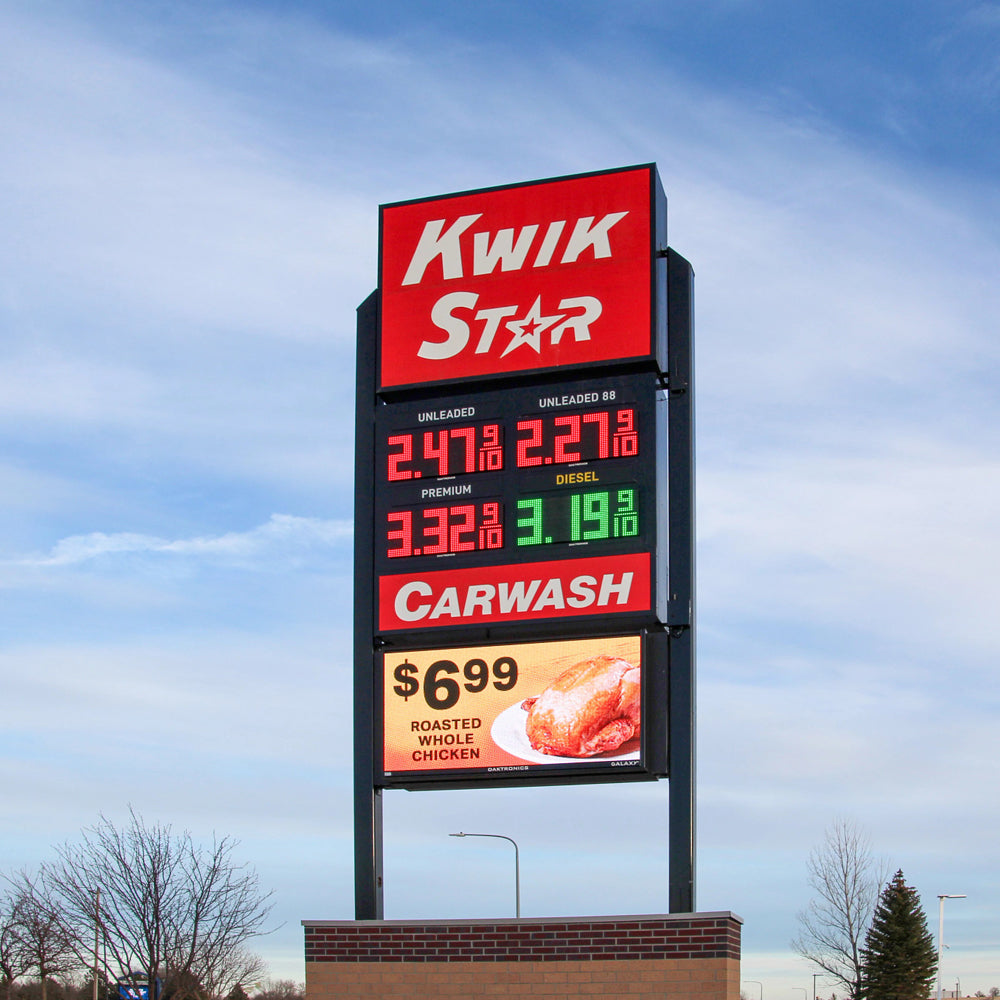 KWIK
STAR
UNLEADED
2.47 9/10
UNLEADED 88
2.27 9/10
PREMIUM
3.32 9/10
DIESEL
3.19 9/10
CARWASH
$6.99
ROASTED
WHOLE
CHICKEN
DAKTRONICS
GALAXY